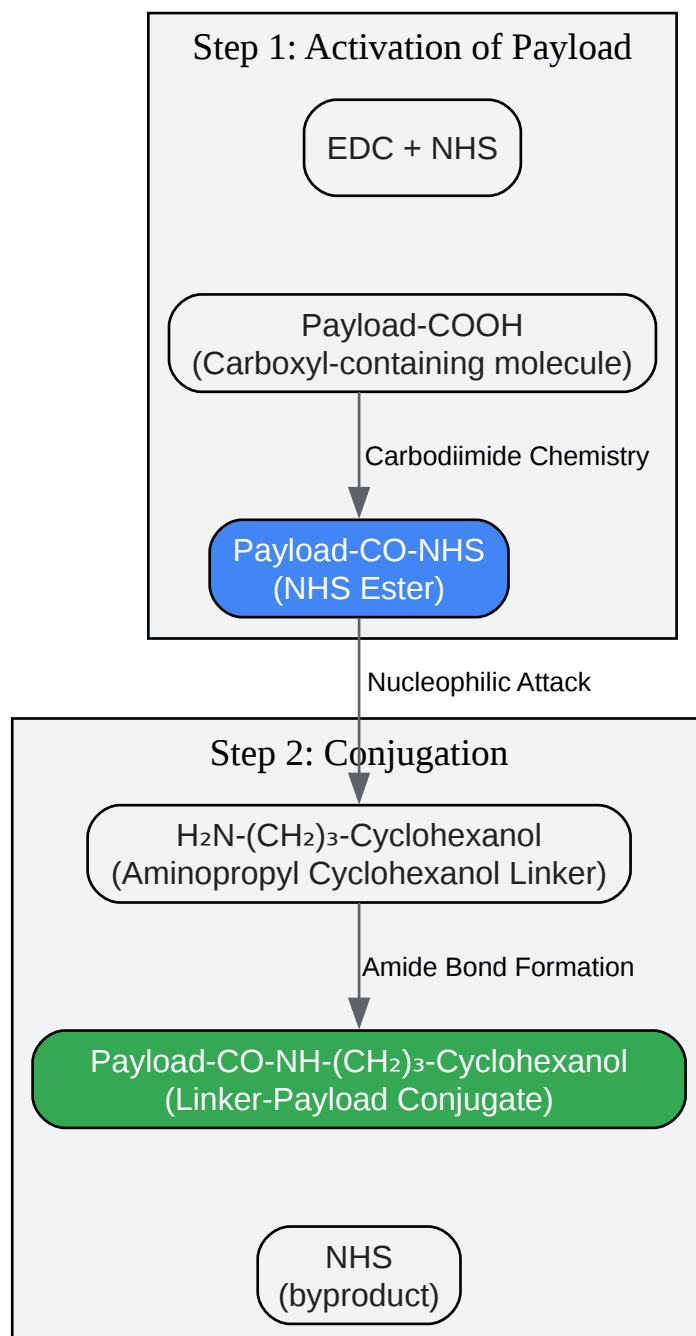 Step 1: Activation of Payload
EDC + NHS
Payload-COOH
(Carboxyl-containing molecule)
Carbodiimide Chemistry
Payload-CO-NHS
(NHS Ester)
Nucleophilic Attack
Step 2: Conjugation
H₂N-(CH₂)₃-Cyclohexanol
(Aminopropyl Cyclohexanol Linker)
Amide Bond Formation
Payload-CO-NH-(CH₂)₃-Cyclohexanol
(Linker-Payload Conjugate)
NHS
(byproduct)